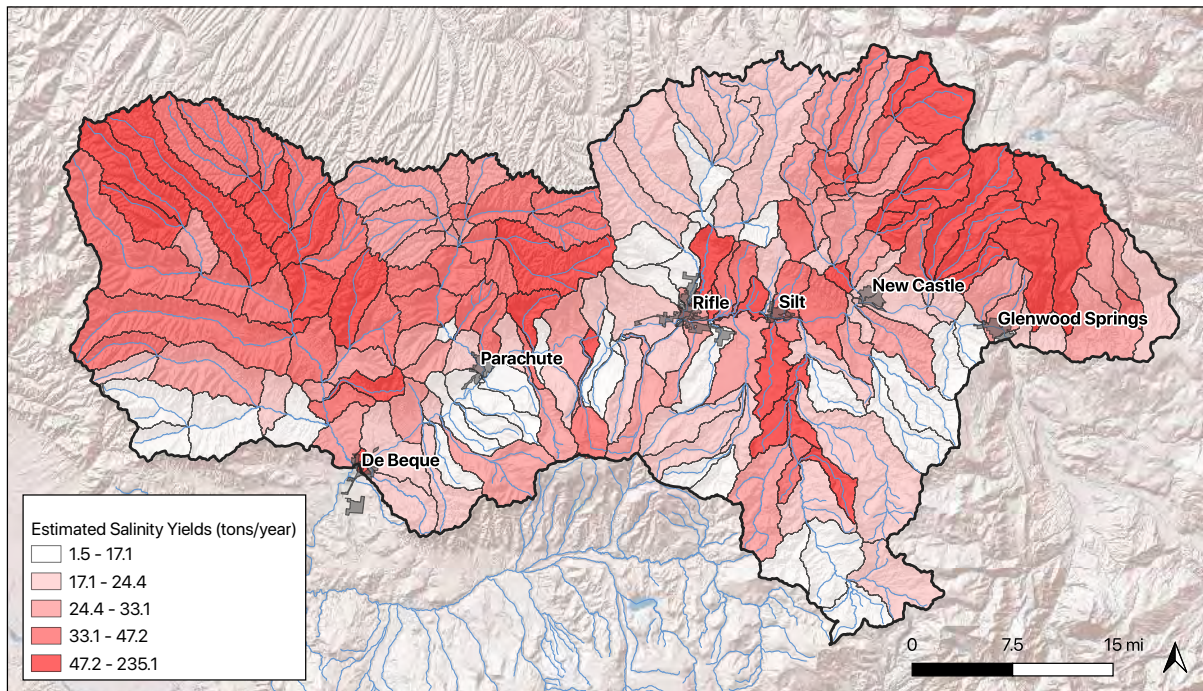 New Castle
Rifle
Silt
Glenwood Springs
Parachute
De Beque
Estimated Salinity Yields (tons/year)
1.5 - 17.1
17.1 - 24.4
24.4 - 33.1
33.1 - 47.2
47.2 - 235.1
0 7.5 15 mi